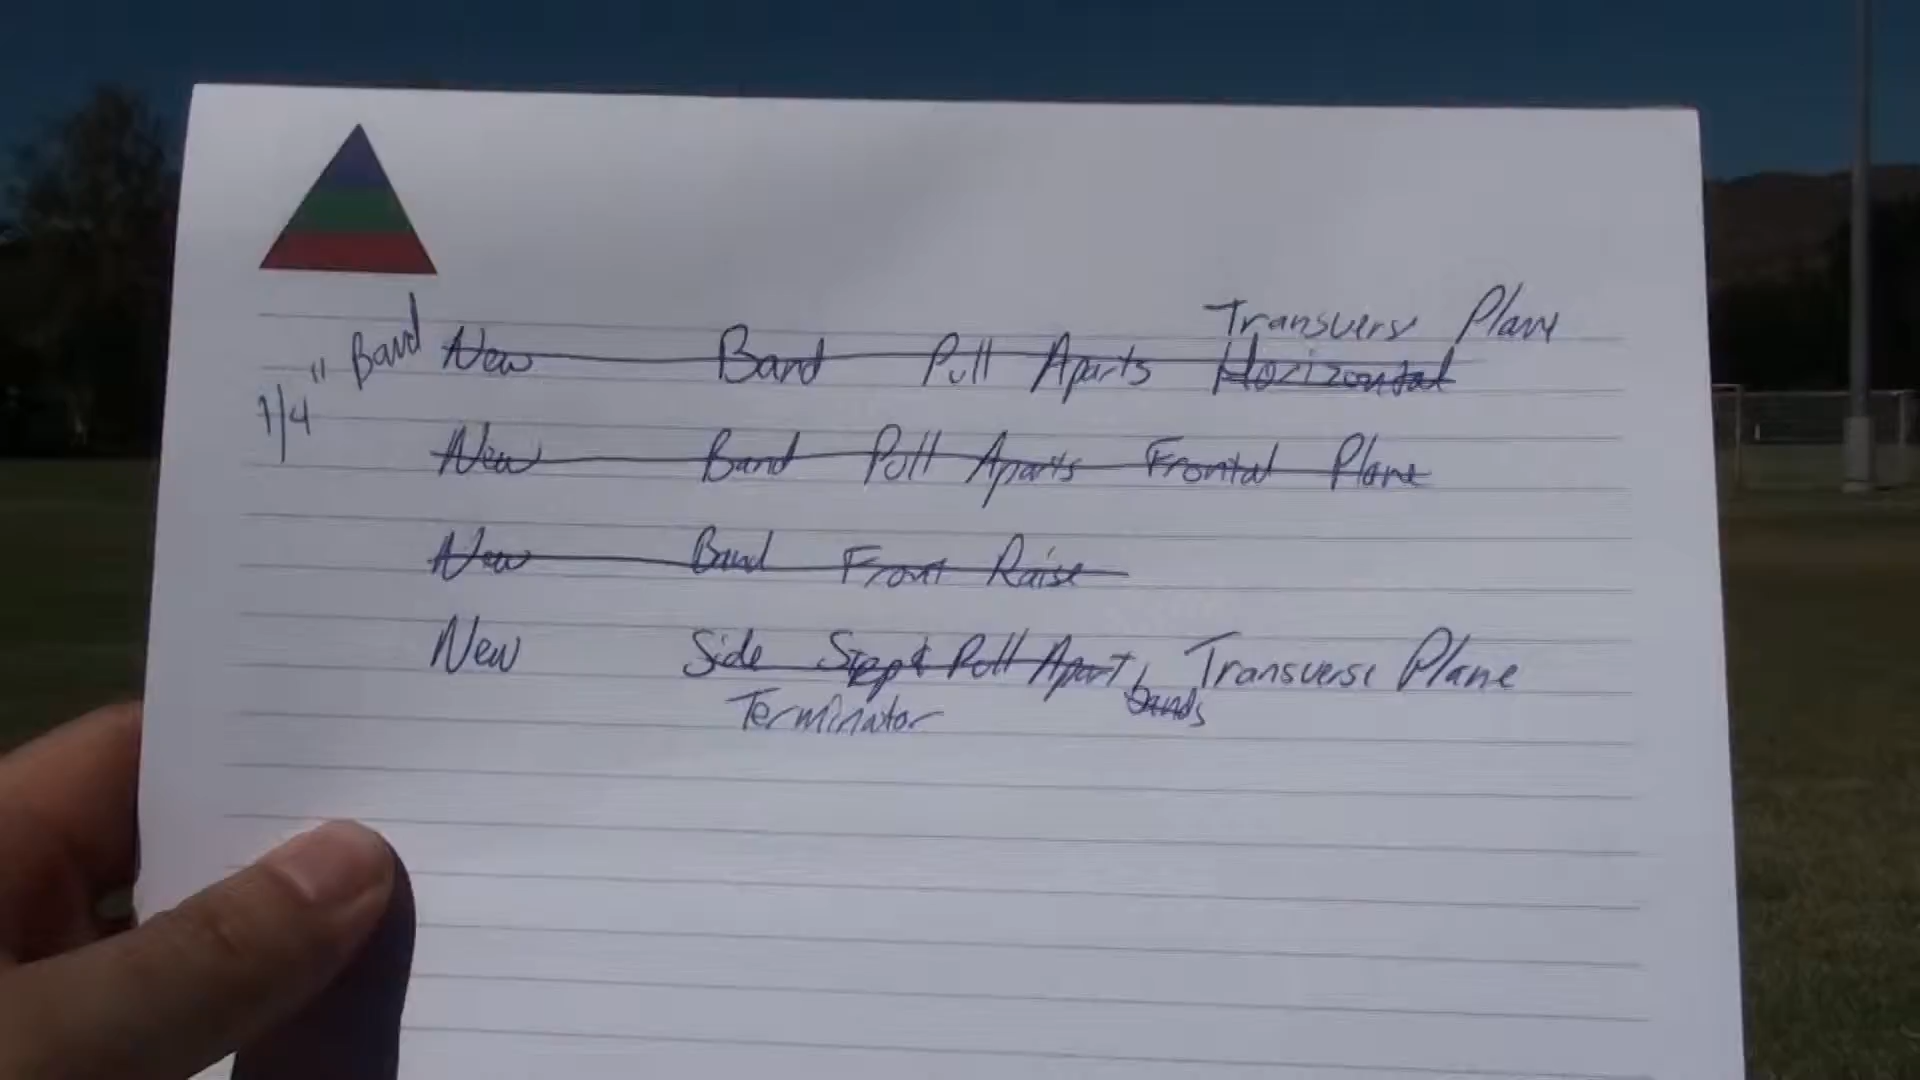 Transvers Plane
1/4" Band New Band Pull Aparts Horizontal
New Band Pull Aparts Frontal Plane
New Band Front Raise
New Side Step & Pull Apart, Transverse Plane
bands
Terminator